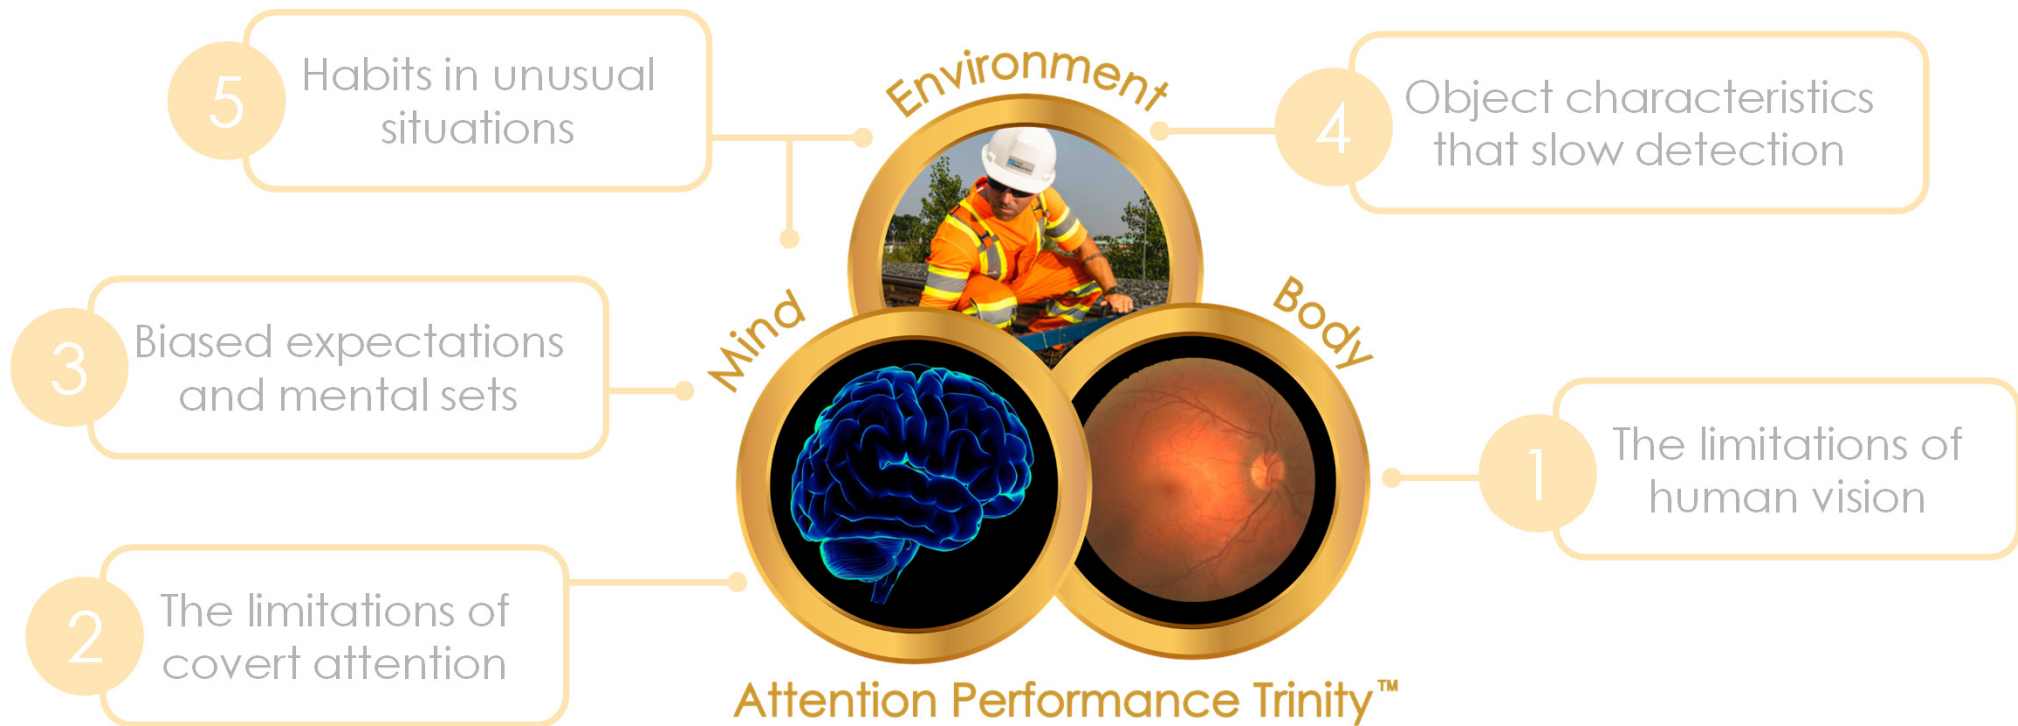 5
Habits in unusual
situations
Environment
4
Object characteristics
that slow detection
3
Biased expectations
and mental sets
Mind
Body
1
The limitations of
human vision
2
The limitations of
covert attention
Attention Performance Trinity™